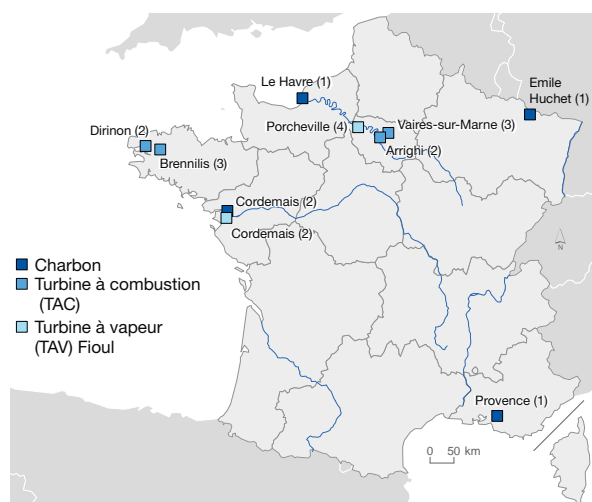 Le Havre (1)
Emile
Huchet (1)
Porcheville (4)
Vaires-sur-Marne (3)
Dirinon (2)
Arrighi (2)
Brennilis (3)
Cordemais (2)
Cordemais (2)
N
Charbon
Turbine à combustion
(TAC)
Turbine à vapeur
(TAV) Fioul
Provence (1)
0 50 km